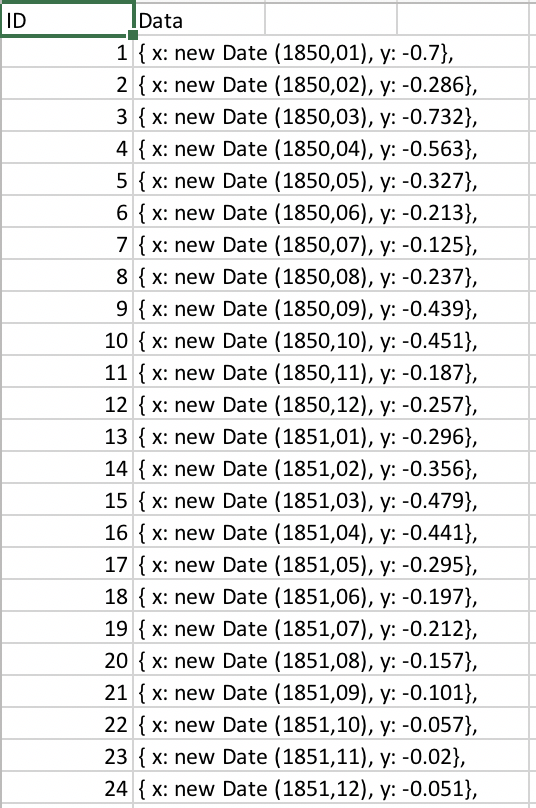 ID Data
1 { x: new Date (1850,01), y: -0.7},
2 { x: new Date (1850,02), y: -0.286},
3 { x: new Date (1850,03), y: -0.732},
4 { x: new Date (1850,04), y: -0.563},
5 { x: new Date (1850,05), y: -0.327},
6 { x: new Date (1850,06), y: -0.213},
7 { x: new Date (1850,07), y: -0.125},
8 { x: new Date (1850,08), y: -0.237},
9 { x: new Date (1850,09), y: -0.439},
10 { x: new Date (1850,10), y: -0.451},
11 { x: new Date (1850,11), y: -0.187},
12 { x: new Date (1850,12), y: -0.257},
13 { x: new Date (1851,01), y: -0.296},
14 { x: new Date (1851,02), y: -0.356},
15 { x: new Date (1851,03), y: -0.479},
16 { x: new Date (1851,04), y: -0.441},
17 { x: new Date (1851,05), y: -0.295},
18 { x: new Date (1851,06), y: -0.197},
19 { x: new Date (1851,07), y: -0.212},
20 { x: new Date (1851,08), y: -0.157},
21 { x: new Date (1851,09), y: -0.101},
22 { x: new Date (1851,10), y: -0.057},
23 { x: new Date (1851,11), y: -0.02},
24 { x: new Date (1851,12), y: -0.051},